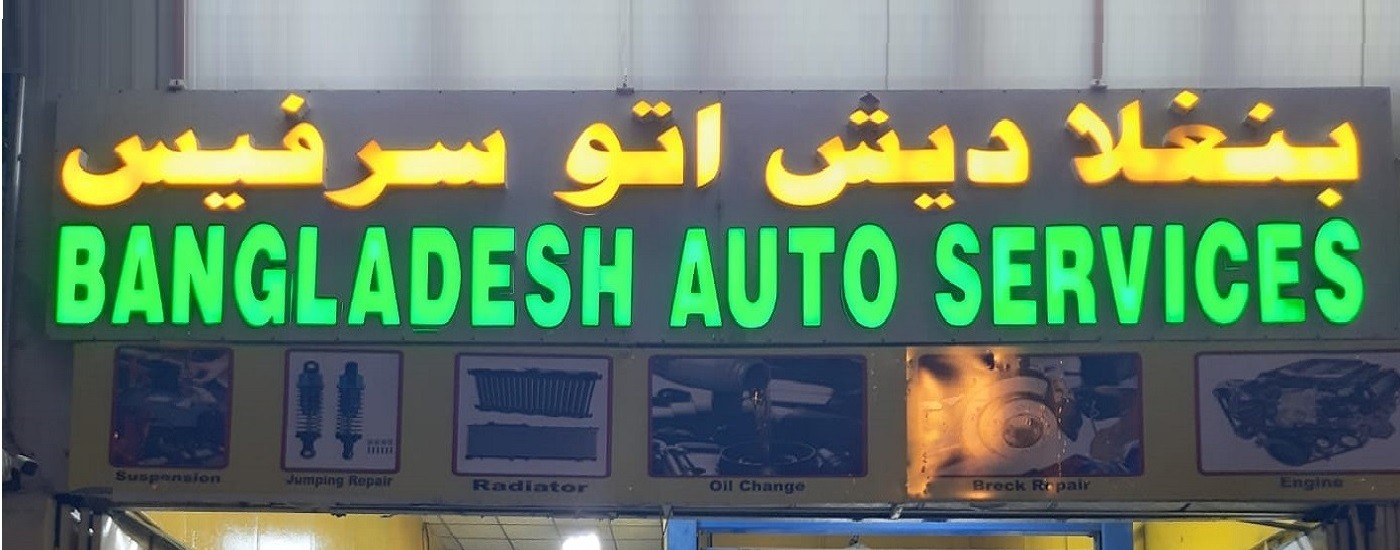 بنغلا ديش اتو سرفيس
BANGLADESH AUTO SERVICES
Suspension Jumping Repair Radiator Oil Change Breck Repair Engine